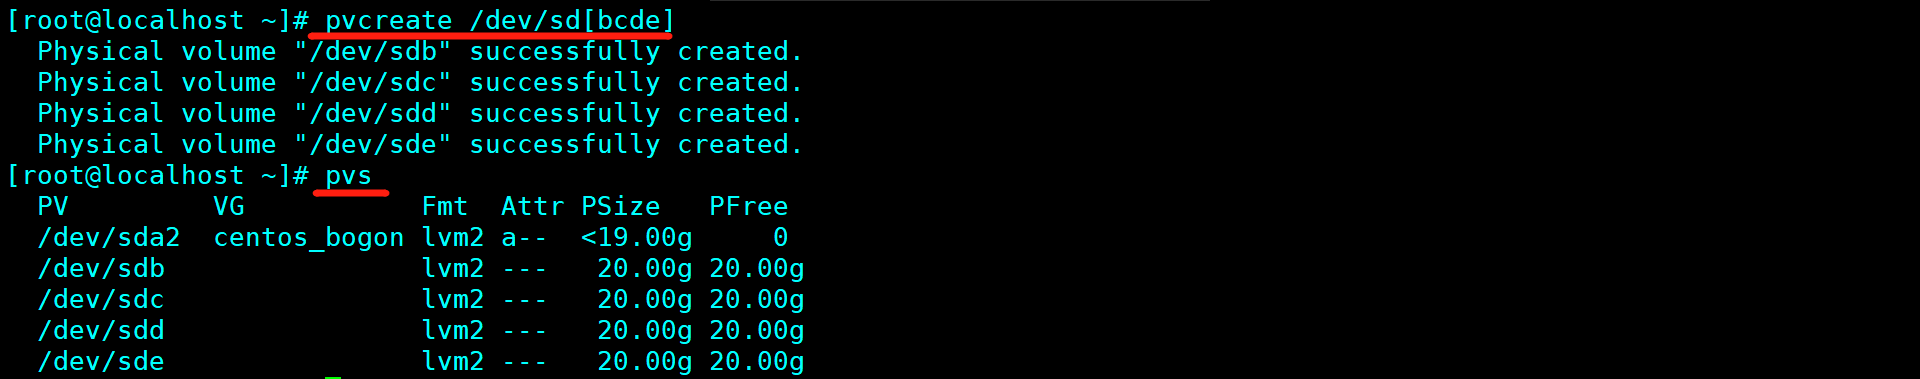 [root@localhost ~]# pvcreate /dev/sd[bcde]
  Physical volume "/dev/sdb" successfully created.
  Physical volume "/dev/sdc" successfully created.
  Physical volume "/dev/sdd" successfully created.
  Physical volume "/dev/sde" successfully created.
[root@localhost ~]# pvs
  PV         VG           Fmt  Attr PSize   PFree
  /dev/sda2  centos_bogon lvm2 a--  <19.00g     0
  /dev/sdb                lvm2 ---   20.00g 20.00g
  /dev/sdc                lvm2 ---   20.00g 20.00g
  /dev/sdd                lvm2 ---   20.00g 20.00g
  /dev/sde                lvm2 ---   20.00g 20.00g